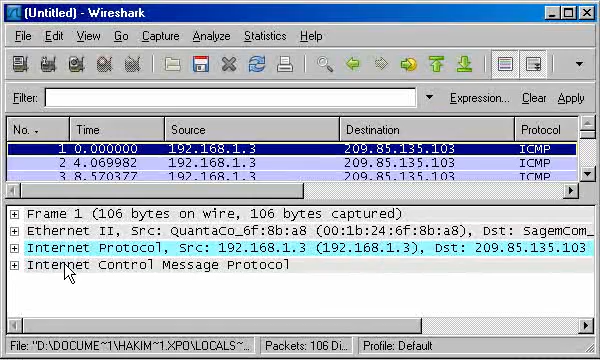 (Untitled) - Wireshark
File Edit View Go Capture Analyze Statistics Help
Filter: Expression... Clear Apply
No. Time Source Destination Protocol
1 0.000000 192.168.1.3 209.85.135.103 ICMP
2 4.069982 192.168.1.3 209.85.135.103 ICMP
3 8.570377 192.168.1.3 209.85.135.103 ICMP
Frame 1 (106 bytes on wire, 106 bytes captured)
Ethernet II, Src: QuantaCo_6f:8b:a8 (00:1b:24:6f:8b:a8), Dst: SagemCom_
Internet Protocol, Src: 192.168.1.3 (192.168.1.3), Dst: 209.85.135.103
Internet Control Message Protocol
File: "D:\DOCUME~1\HAKIM~1.XPO\LOCALS~... Packets: 106 Di... Profile: Default